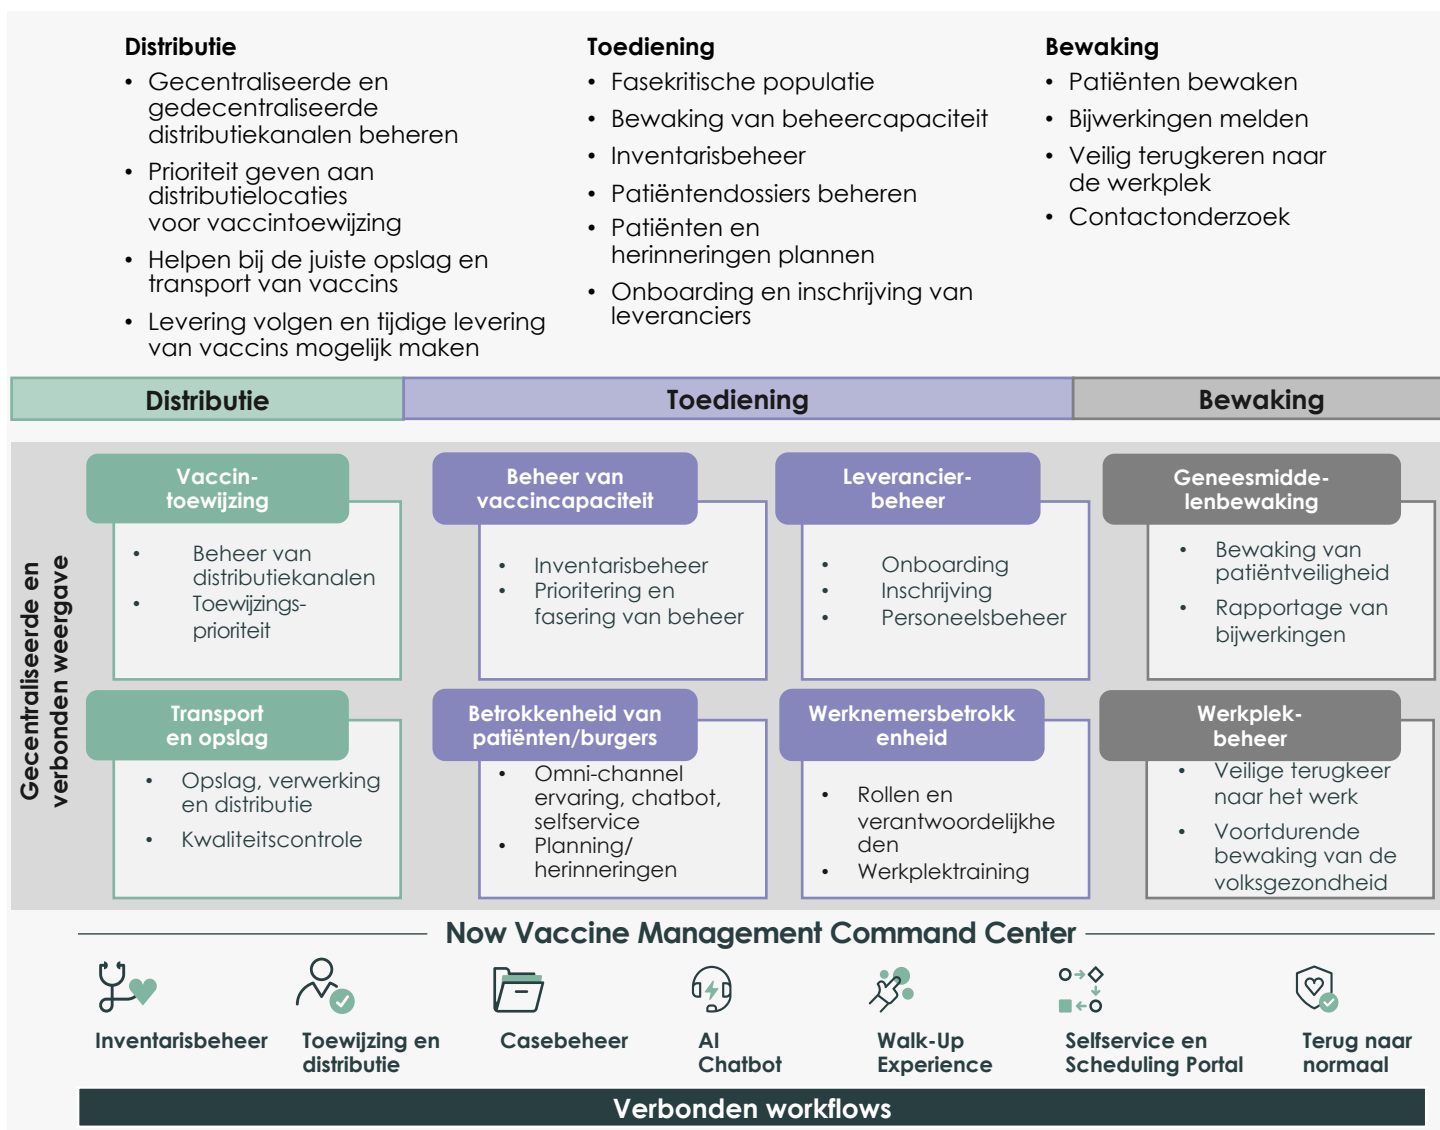 Distributie
• Gecentraliseerde en
gedecentraliseerde
distributiekanalen beheren
• Prioriteit geven aan
distributielocaties
voor vaccintoewijzing
• Helpen bij de juiste opslag en
transport van vaccins
• Levering volgen en tijdige levering
van vaccins mogelijk maken
Toediening
• Fasekritische populatie
• Bewaking van beheercapaciteit
• Inventarisbeheer
• Patiëntendossiers beheren
• Patiënten en
herinneringen plannen
• Onboarding en inschrijving van
leveranciers
Bewaking
• Patiënten bewaken
• Bijwerkingen melden
• Veilig terugkeren naar
de werkplek
• Contactonderzoek
Distributie
Toediening
Bewaking
Gecentraliseerde en
verbonden weergave
Vaccin-
toewijzing
• Beheer van
distributiekanalen
• Toewijzings-
prioriteit
Beheer van
vaccincapaciteit
• Inventarisbeheer
• Prioritering en
fasering van beheer
Leverancier-
beheer
• Onboarding
• Inschrijving
• Personeelsbeheer
Geneesmidde-
lenbewaking
• Bewaking van
patiëntveiligheid
• Rapportage van
bijwerkingen
Transport
en opslag
• Opslag, verwerking
en distributie
• Kwaliteitscontrole
Betrokkenheid van
patiënten/burgers
• Omni-channel
ervaring, chatbot,
selfservice
• Planning/
herinneringen
Werknemersbetrokk
enheid
• Rollen en
verantwoordelijkhe
den
• Werkplektraining
Werkplek-
beheer
• Veilige terugkeer
naar het werk
• Voortdurende
bewaking van de
volksgezondheid
Now Vaccine Management Command Center
Inventarisbeheer
Toewijzing en
distributie
Casebeheer
AI
Chatbot
Walk-Up
Experience
Selfservice en
Scheduling Portal
Terug naar
normaal
Verbonden workflows